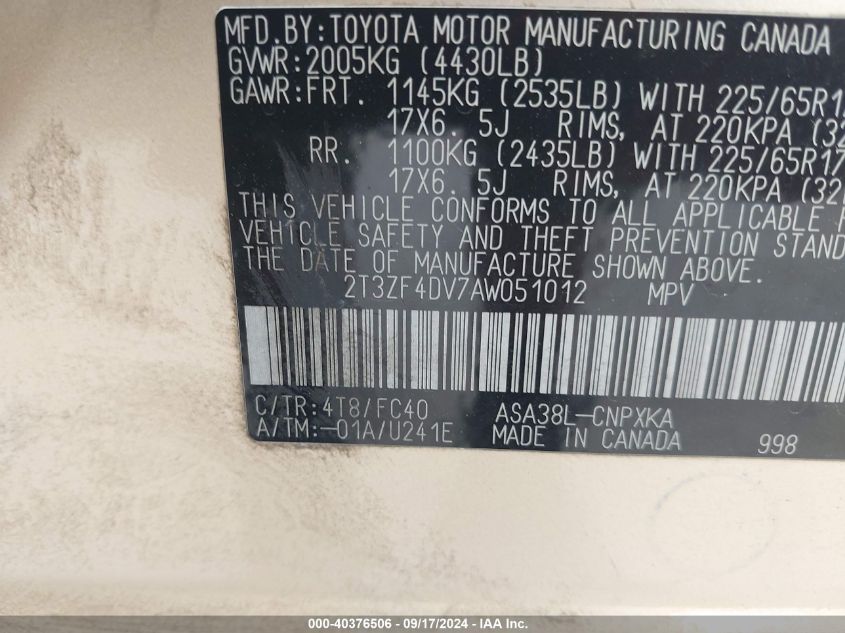 MFD.BY:TOYOTA MOTOR MANUFACTURING CANADA
GVWR:2005KG (4430LB)
GAWR:FRT. 1145KG (2535LB) WITH 225/65R1
17X6. 5J RIMS, AT 220KPA (32
RR. 1100KG (2435LB) WITH 225/65R17
17X6. 5J RIMS, AT 220KPA (32
THIS VEHICLE CONFORMS TO ALL APPLICABLE
VEHICLE SAFETY AND THEFT PREVENTION STAND
THE DATE OF MANUFACTURE SHOWN ABOVE.
2T3ZF4DV7AW051012 MPV
C/TR:4T8/FC40 ASA38L-CNPXKA
A/TM:-01A/U241E MADE IN CANADA 998
000-40376506 - 09/17/2024 - IAA Inc.